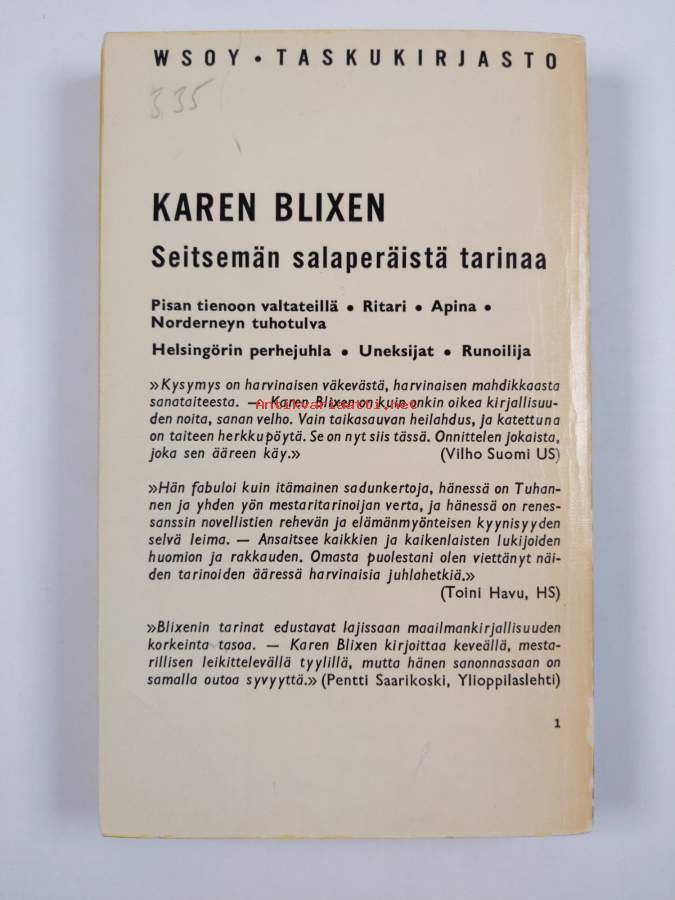 WSOY • TASKUKIRJASTO
3.35
KAREN BLIXEN
Seitsemän salaperäistä tarinaa
Pisan tienoon valtateillä • Ritari • Apina •
Norderneyn tuhotulva
Helsingörin perhejuhla • Uneksijat • Runoilija
»Kysymys on harvinaisen väkevästä, harvinaisen mahdikkaasta
sanataiteesta. — Karen Blixen on kuin onkin oikea kirjallisuu-
Antikvariaatti.net
den noita, sanan velho. Vain taikasauvan heilahdus, ja katettuna
on taiteen herkkupöytä. Se on nyt siis tässä. Onnittelen jokaista,
joka sen ääreen käy.» (Vilho Suomi US)
»Hän fabuloi kuin itämainen sadunkertoja, hänessä on Tuhan-
nen ja yhden yön mestaritarinoijan verta, ja hänessä on renes-
sanssin novellistien rehevän ja elämänmyönteisen kyynisyyden
selvä leima. — Ansaitsee kaikkien ja kaikenlaisten lukijoiden
huomion ja rakkauden. Omasta puolestani olen viettänyt näi-
den tarinoiden ääressä harvinaisia juhlahetkiä.»
(Toini Havu, HS)
»Blixenin tarinat edustavat lajissaan maailmankirjallisuuden
korkeinta tasoa. — Karen Blixen kirjoittaa keveällä, mesta-
rillisen leikittelevällä tyylillä, mutta hänen sanonnassaan on
samalla outoa syvyyttä.» (Pentti Saarikoski, Ylioppilaslehti)
1